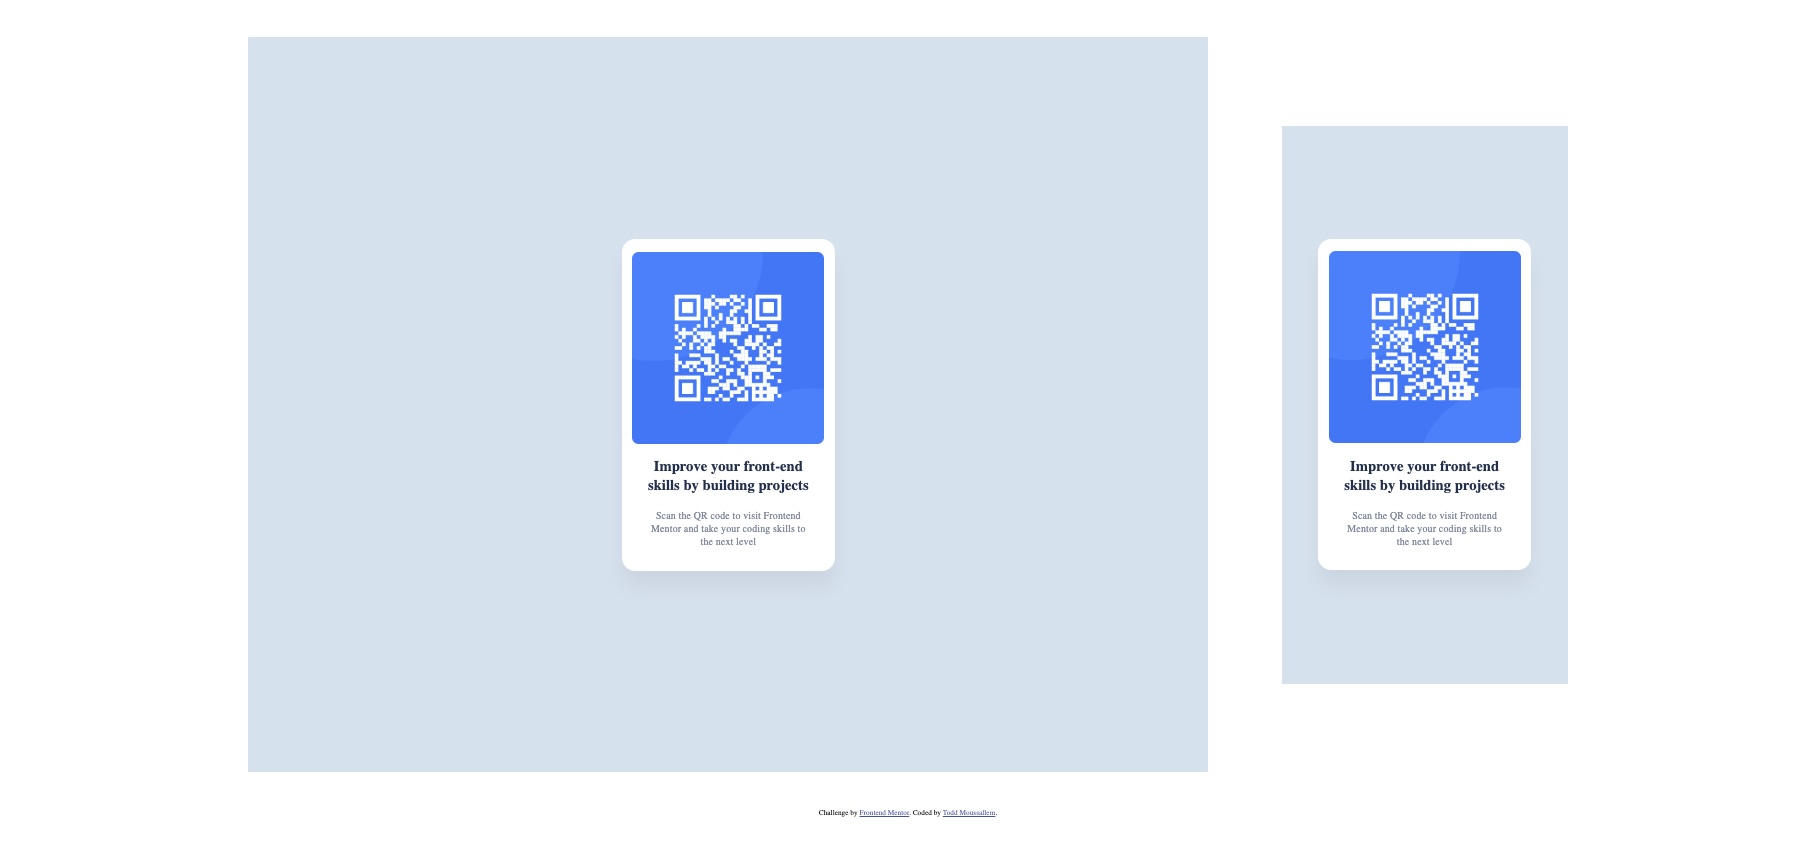 Improve your front-end
skills by building projects
Scan the QR code to visit Frontend
Mentor and take your coding skills to
the next level
Improve your front-end
skills by building projects
Scan the QR code to visit Frontend
Mentor and take your coding skills to
the next level
Challenge by Frontend Mentor. Coded by Todd Moussallem.